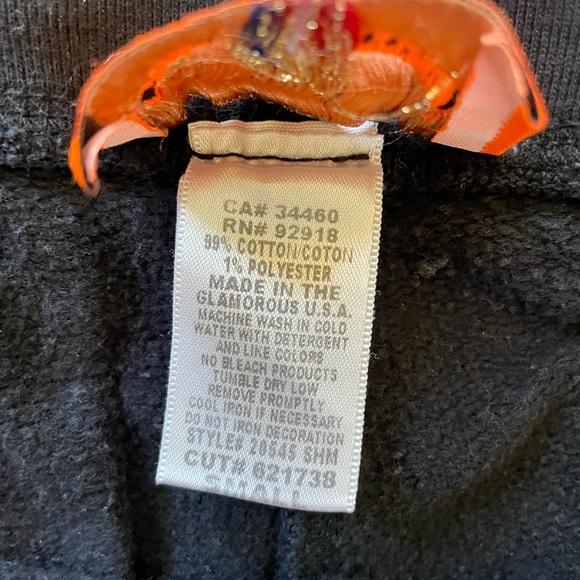 CA# 34460
RN# 92918
99% COTTON/COTON
1% POLYESTER
MADE IN THE
GLAMOROUS U.S.A.
MACHINE WASH IN COLD
WATER WITH DETERGENT
AND LIKE COLORS
NO BLEACH PRODUCTS
TUMBLE DRY LOW
REMOVE PROMPTLY
COOL IRON IF NECESSARY
DO NOT IRON DECORATION
STYLE# 20545 SHM
CUT# 621738
SMALL